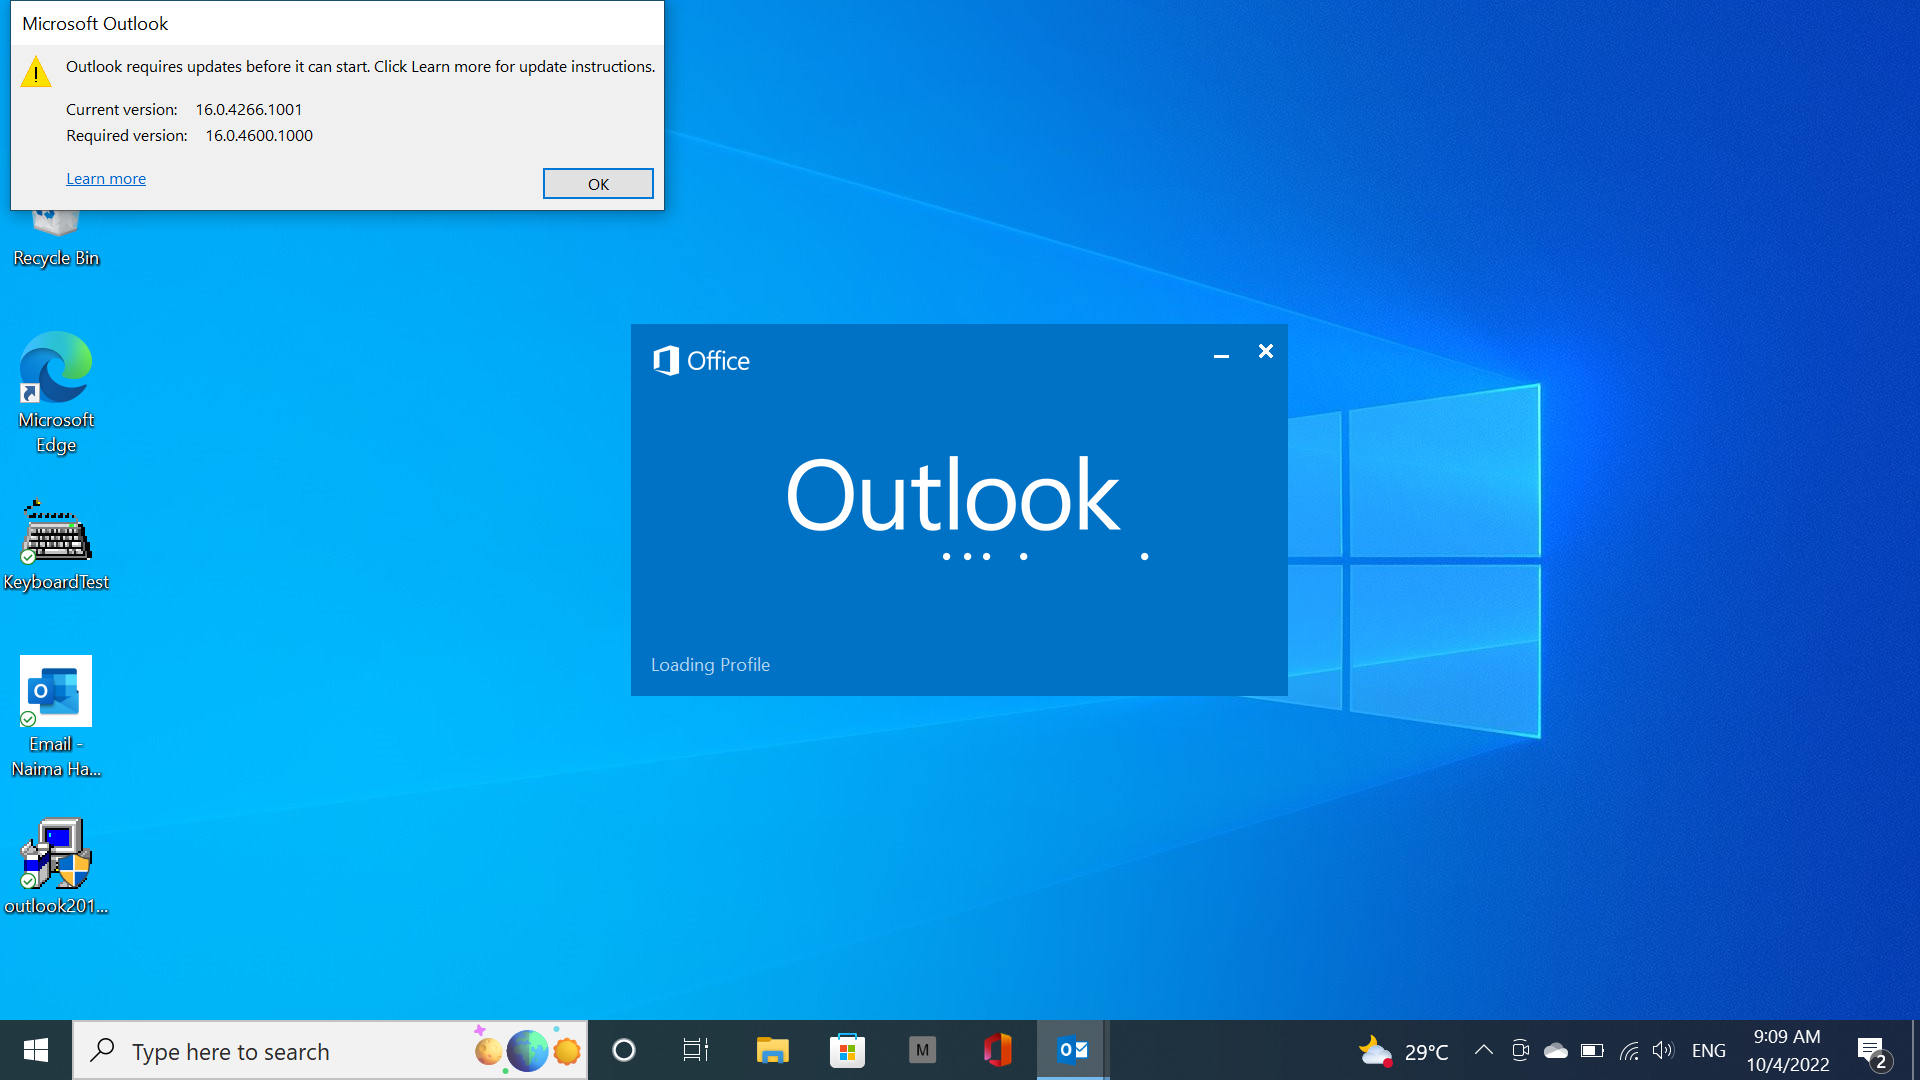 Microsoft Outlook
Outlook requires updates before it can start. Click Learn more for update instructions.
Current version: 16.0.4266.1001
Required version: 16.0.4600.1000
Learn more
OK
Recycle Bin
Microsoft
Edge
KeyboardTest
Email -
Naima Ha...
outlook201...
Office
Outlook
Loading Profile
Type here to search
M
29°C
ENG
9:09 AM
10/4/2022
2